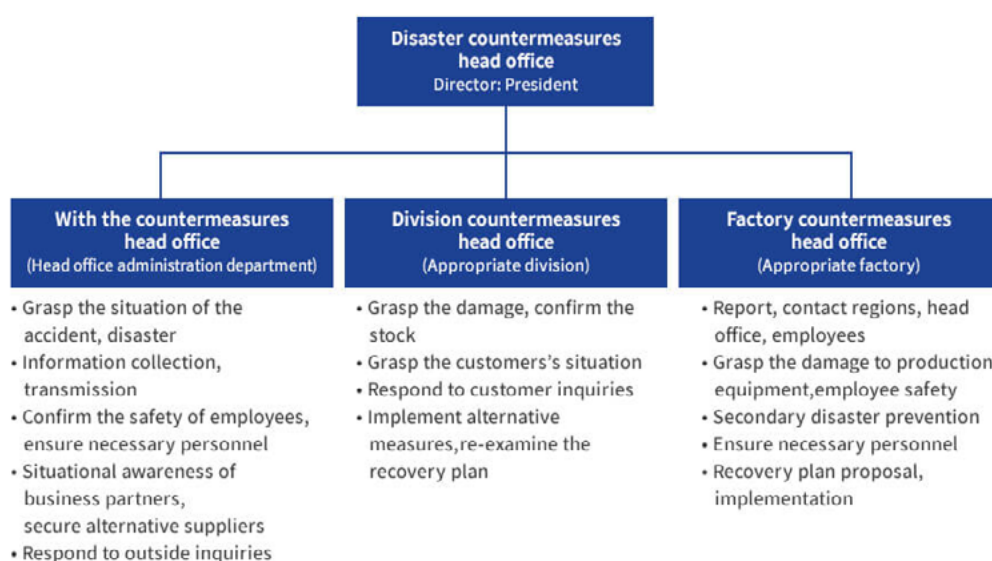 Disaster countermeasures
head office
Director: President
With the countermeasures
head office
(Head office administration department)
• Grasp the situation of the
accident, disaster
• Information collection,
transmission
• Confirm the safety of employees,
ensure necessary personnel
• Situational awareness of
business partners,
secure alternative suppliers
• Respond to outside inquiries
Division countermeasures
head office
(Appropriate division)
• Grasp the damage, confirm the
stock
• Grasp the customers's situation
• Respond to customer inquiries
• Implement alternative
measures,re-examine the
recovery plan
Factory countermeasures
head office
(Appropriate factory)
• Report, contact regions, head
office, employees
• Grasp the damage to production
equipment,employee safety
• Secondary disaster prevention
• Ensure necessary personnel
• Recovery plan proposal,
implementation